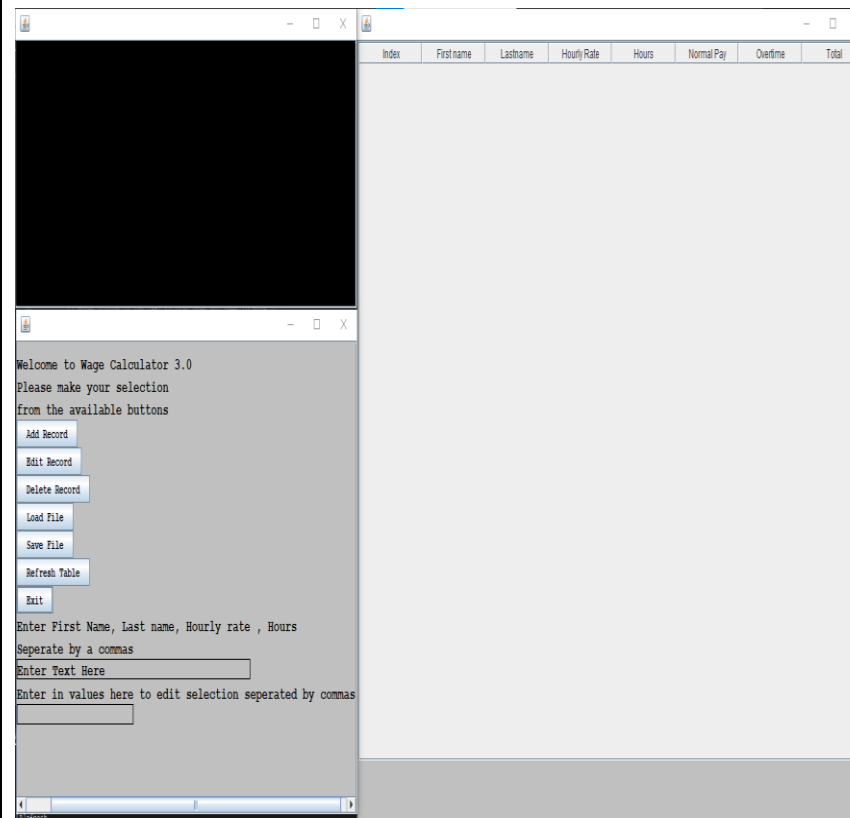 Index Firstname Lastname Hourly Rate Hours Normal Pay Overtime Total
Welcome to Wage Calculator 3.0
Please make your selection
from the available buttons
Add Record
Edit Record
Delete Record
Load File
Save File
Refresh Table
Exit
Enter First Name, Last name, Hourly rate , Hours
Seperate by a commas
Enter Text Here
Enter in values here to edit selection seperated by commas